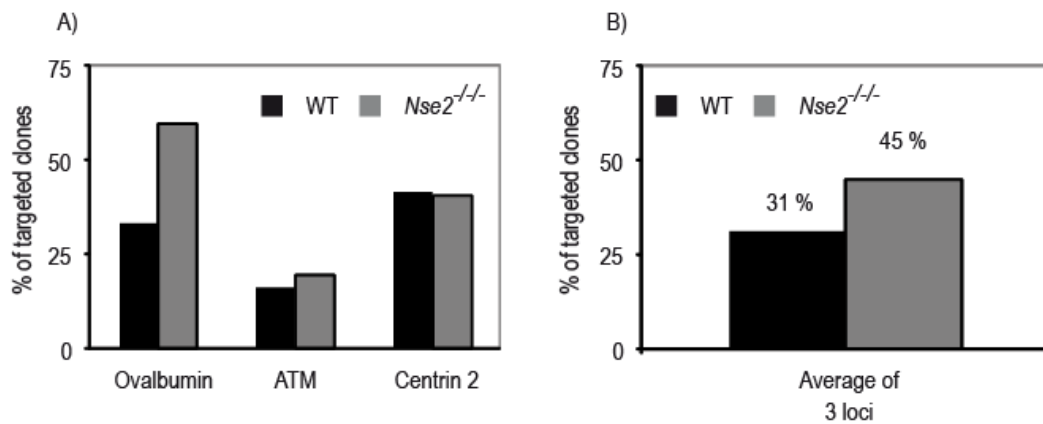 A)
75
50
25
0
% of targeted clones
WT Nse2-/-/-
Ovalbumin ATM Centrin 2
B)
75
50
25
0
% of targeted clones
WT Nse2-/-/-
31 %
45 %
Average of
3 loci